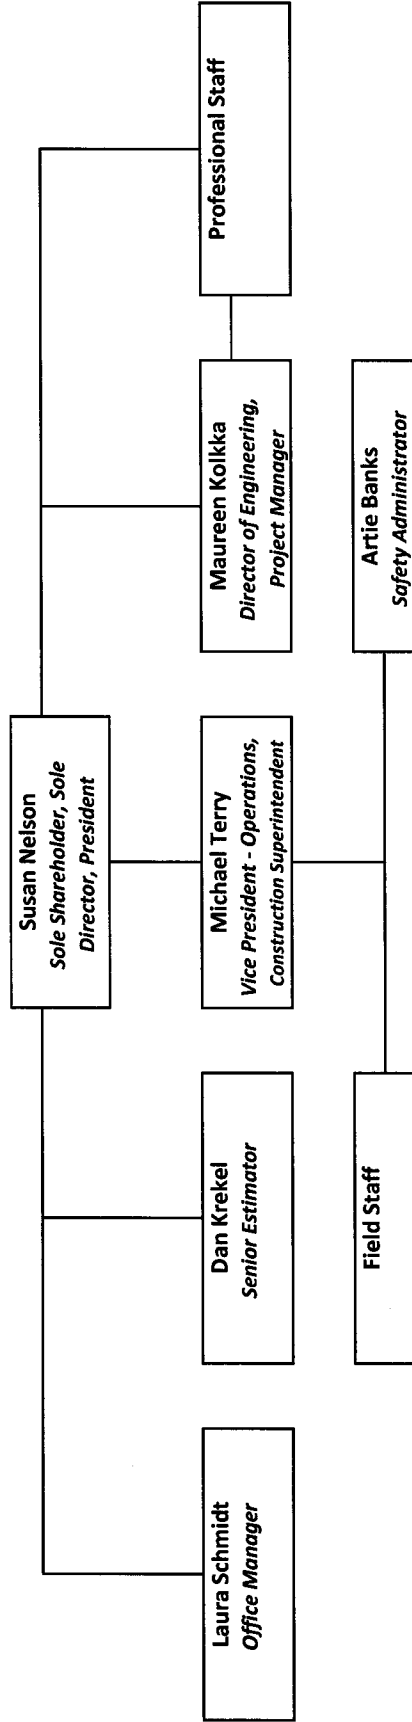 Susan Nelson
Sole Shareholder, Sole
Director, President
Laura Schmidt
Office Manager
Dan Krekel
Senior Estimator
Michael Terry
Vice President - Operations,
Construction Superintendent
Maureen Kolkka
Director of Engineering,
Project Manager
Professional Staff
Field Staff
Artie Banks
Safety Administrator